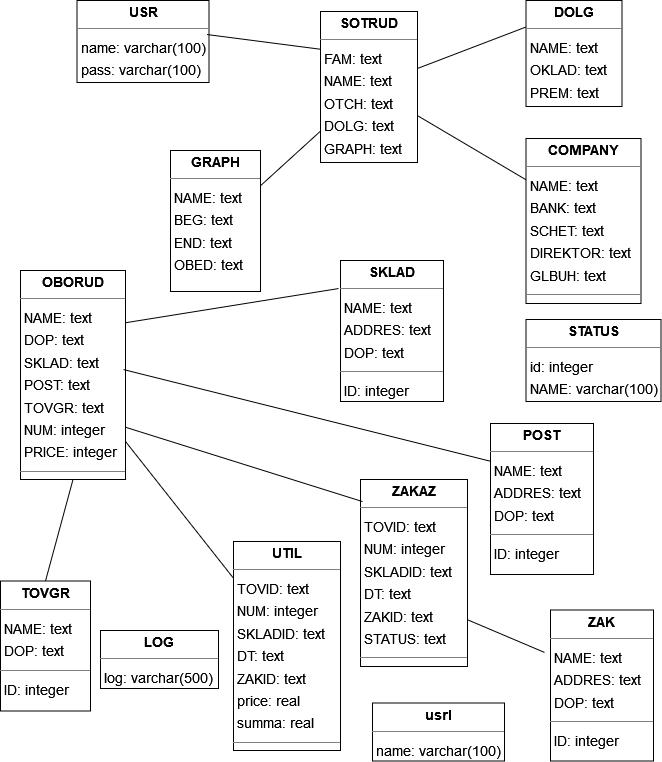 USR
name: varchar(100)
pass: varchar(100)
SOTRUD
FAM: text
NAME: text
OTCH: text
DOLG: text
GRAPH: text
DOLG
NAME: text
OKLAD: text
PREM: text
GRAPH
NAME: text
BEG: text
END: text
OBED: text
COMPANY
NAME: text
BANK: text
SCHET: text
DIREKTOR: text
GLBUH: text
OBORUD
NAME: text
DOP: text
SKLAD: text
POST: text
TOVGR: text
NUM: integer
PRICE: integer
SKLAD
NAME: text
ADDRES: text
DOP: text
ID: integer
STATUS
id: integer
NAME: varchar(100)
POST
NAME: text
ADDRES: text
DOP: text
ID: integer
ZAKAZ
TOVID: text
NUM: integer
SKLADID: text
DT: text
ZAKID: text
STATUS: text
UTIL
TOVID: text
NUM: integer
SKLADID: text
DT: text
ZAKID: text
price: real
summa: real
TOVGR
NAME: text
DOP: text
ID: integer
LOG
log: varchar(500)
ZAK
NAME: text
ADDRES: text
DOP: text
ID: integer
usrl
name: varchar(100)